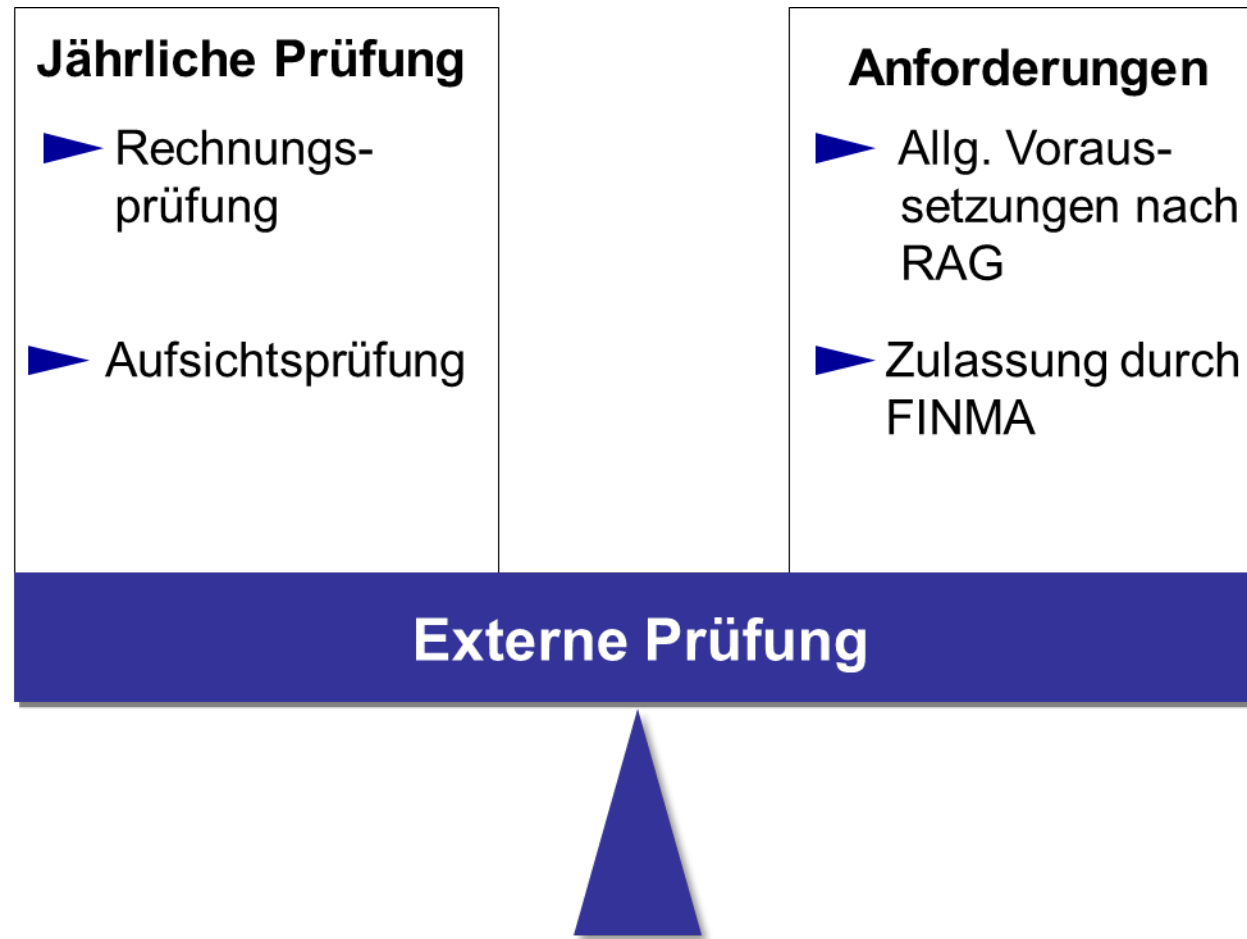 Jährliche Prüfung
Rechnungs-
prüfung
Aufsichtsprüfung
Anforderungen
Allg. Voraus-
setzungen nach
RAG
Zulassung durch
FINMA
Externe Prüfung